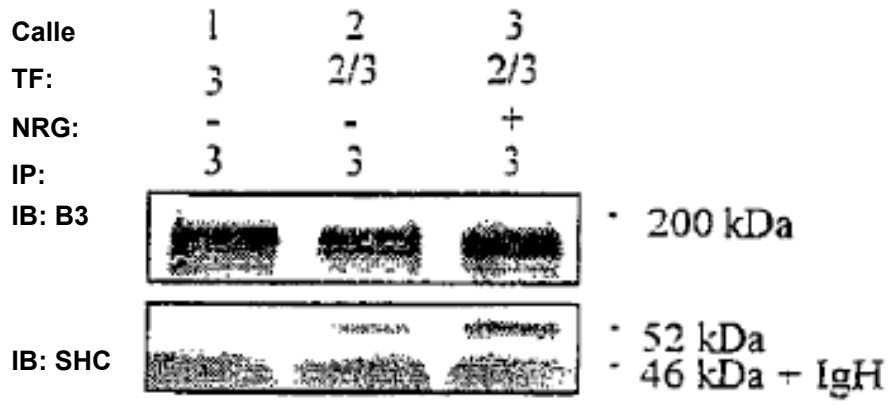 Calle 1 2 3
TF: 3 2/3 2/3
NRG: - - +
IP: 3 3 3
IB: B3 - 200 kDa
- 52 kDa
IB: SHC - 46 kDa + IgH